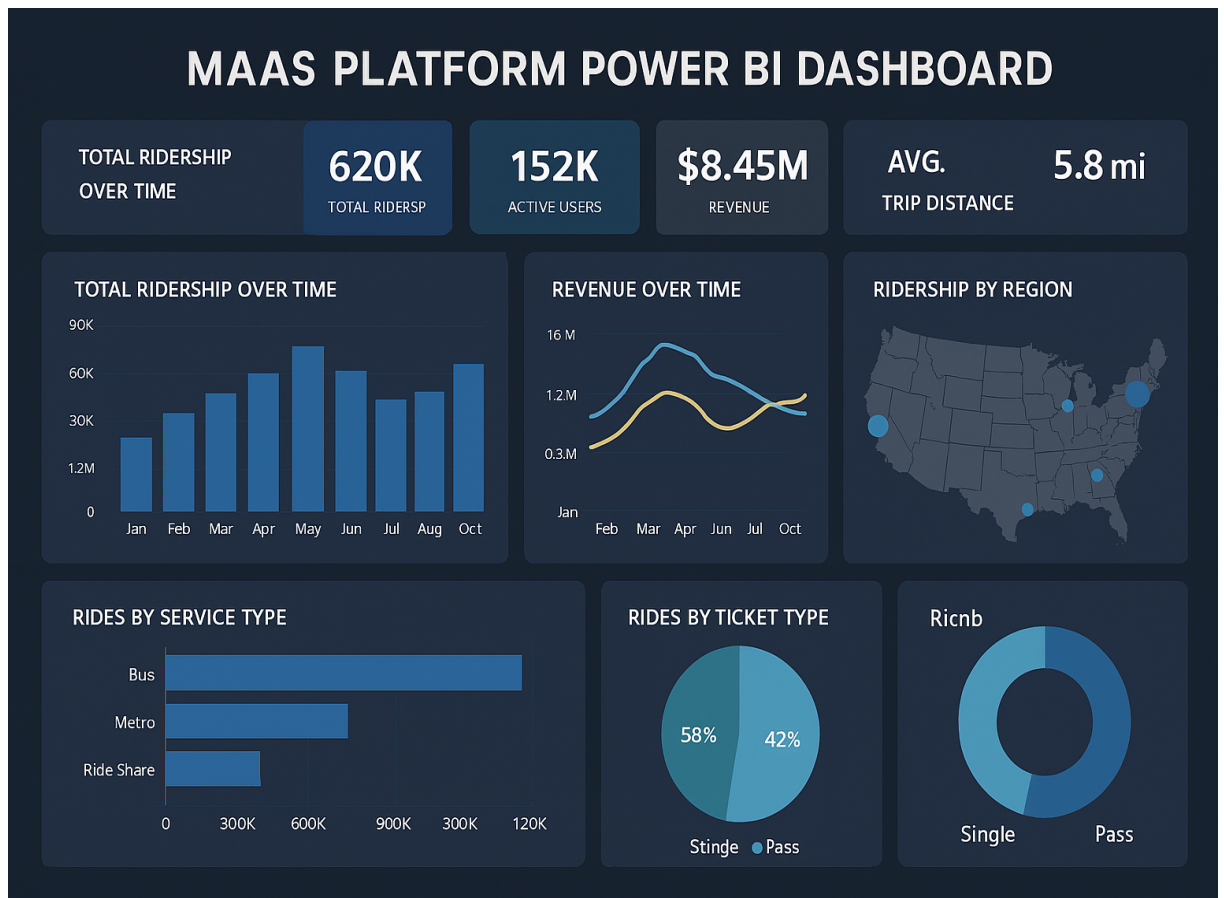 MAAS PLATFORM POWER BI DASHBOARD
TOTAL RIDERSHIP
OVER TIME
620K
TOTAL RIDERSP
152K
ACTIVE USERS
$8.45M
REVENUE
AVG.
TRIP DISTANCE
5.8 mi
TOTAL RIDERSHIP OVER TIME
90K
60K
30K
1.2M
0
Jan Feb Mar Apr May Jun Jul Aug Oct
REVENUE OVER TIME
16 M
1.2.M
0.3.M
Jan
Feb Mar Apr Jun Jul Oct
RIDERSHIP BY REGION
RIDES BY SERVICE TYPE
Bus
Metro
Ride Share
0 300K 600K 900K 300K 120K
RIDES BY TICKET TYPE
58% 42%
Stinge Pass
Ricnb
Single Pass